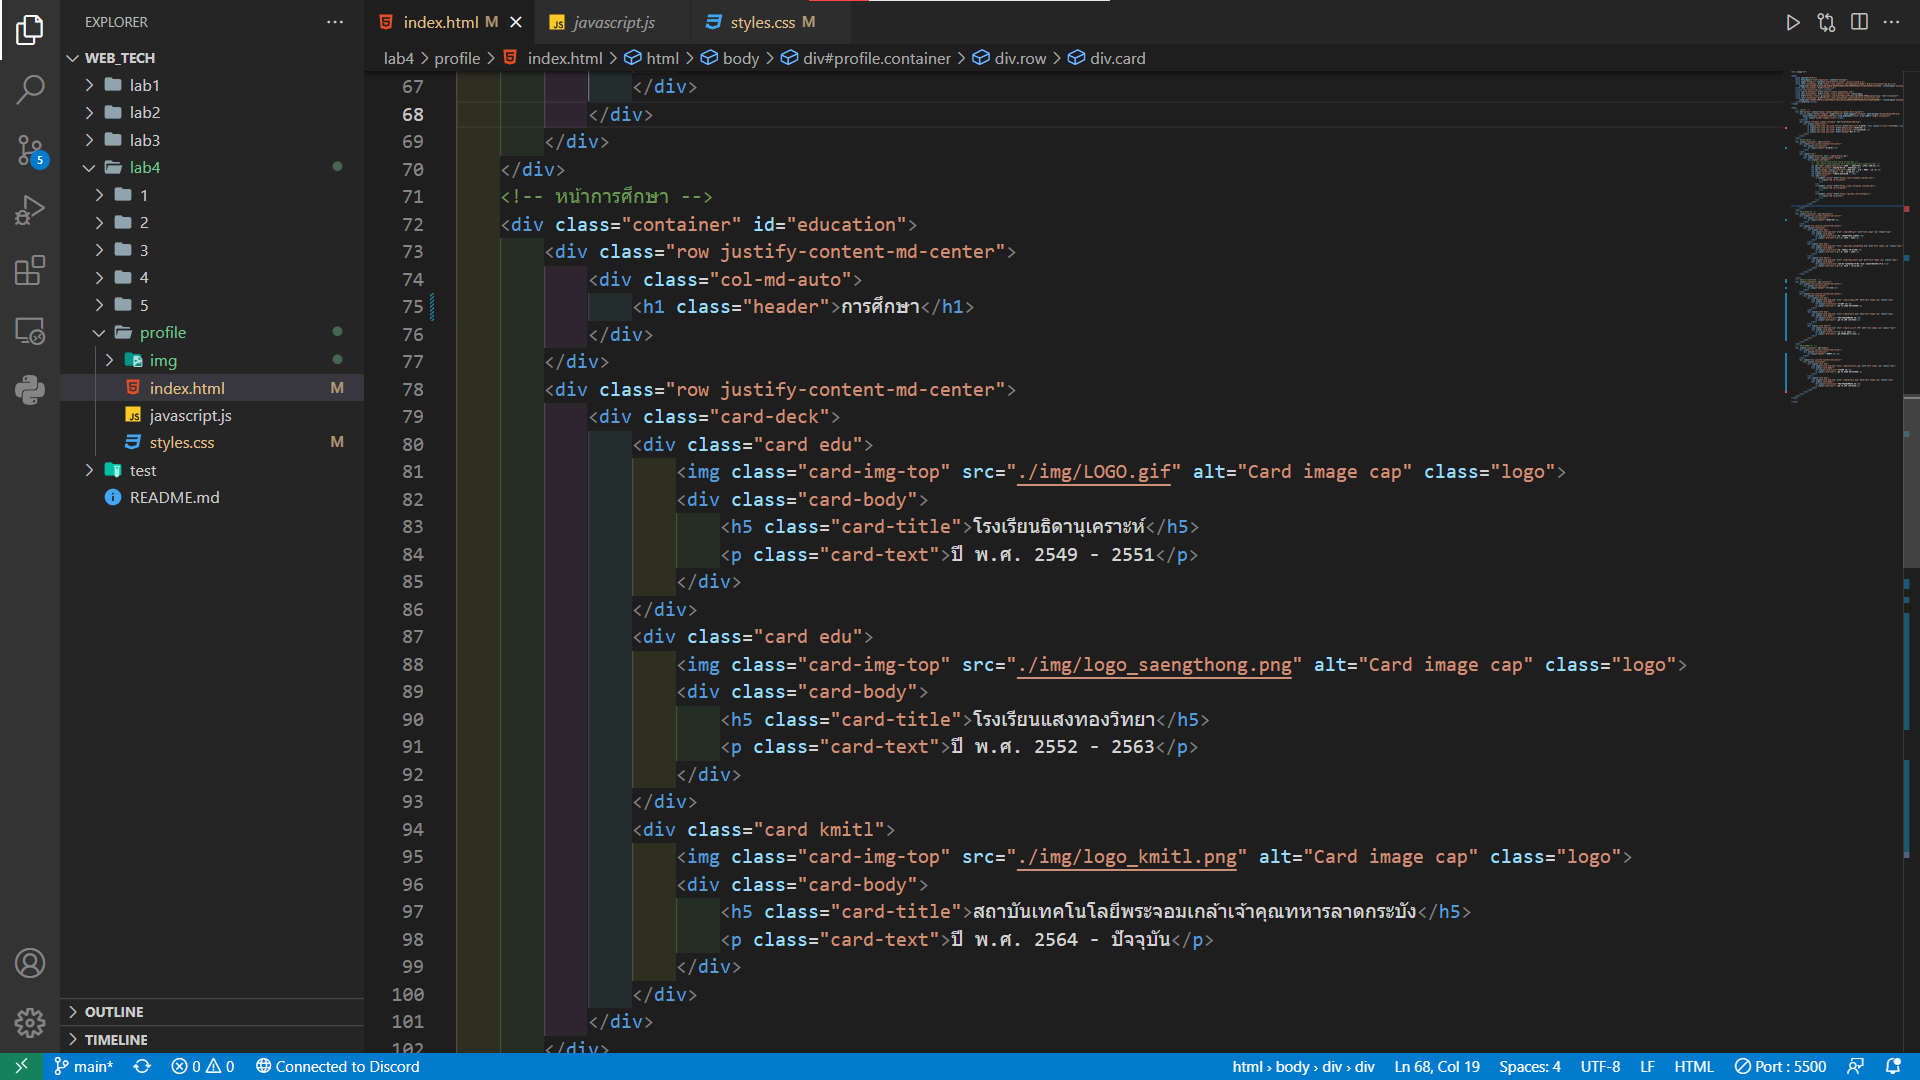 EXPLORER
WEB_TECH
lab1
lab2
lab3
lab4
1
2
3
4
5
profile
img
index.html M
javascript.js
styles.css M
test
README.md
OUTLINE
TIMELINE
index.html M
javascript.js
styles.css M
lab4 > profile > index.html > html > body > div#profile.container > div.row > div.card
67 </div>
68 </div>
69 </div>
70 </div>
71 <!-- หน้าการศึกษา -->
72 <div class="container" id="education">
73 <div class="row justify-content-md-center">
74 <div class="col-md-auto">
75 <h1 class="header">การศึกษา</h1>
76 </div>
77 </div>
78 <div class="row justify-content-md-center">
79 <div class="card-deck">
80 <div class="card edu">
81 <img class="card-img-top" src="./img/LOGO.gif" alt="Card image cap" class="logo">
82 <div class="card-body">
83 <h5 class="card-title">โรงเรียนธิดานุเคราะห์</h5>
84 <p class="card-text">ปี พ.ศ. 2549 - 2551</p>
85 </div>
86 </div>
87 <div class="card edu">
88 <img class="card-img-top" src="./img/logo_saengthong.png" alt="Card image cap" class="logo">
89 <div class="card-body">
90 <h5 class="card-title">โรงเรียนแสงทองวิทยา</h5>
91 <p class="card-text">ปี พ.ศ. 2552 - 2563</p>
92 </div>
93 </div>
94 <div class="card kmitl">
95 <img class="card-img-top" src="./img/logo_kmitl.png" alt="Card image cap" class="logo">
96 <div class="card-body">
97 <h5 class="card-title">สถาบันเทคโนโลยีพระจอมเกล้าเจ้าคุณทหารลาดกระบัง</h5>
98 <p class="card-text">ปี พ.ศ. 2564 - ปัจจุบัน</p>
99 </div>
100 </div>
101 </div>
102 </div>
5
main* 0 0 Connected to Discord
html › body › div › div Ln 68, Col 19 Spaces: 4 UTF-8 LF HTML Port : 5500